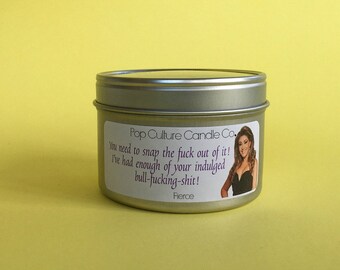 Pop Culture Candle Co.
You need to snap the fuck out of it!
I've had enough of your indulged
bull-fucking-shit!
Fierce